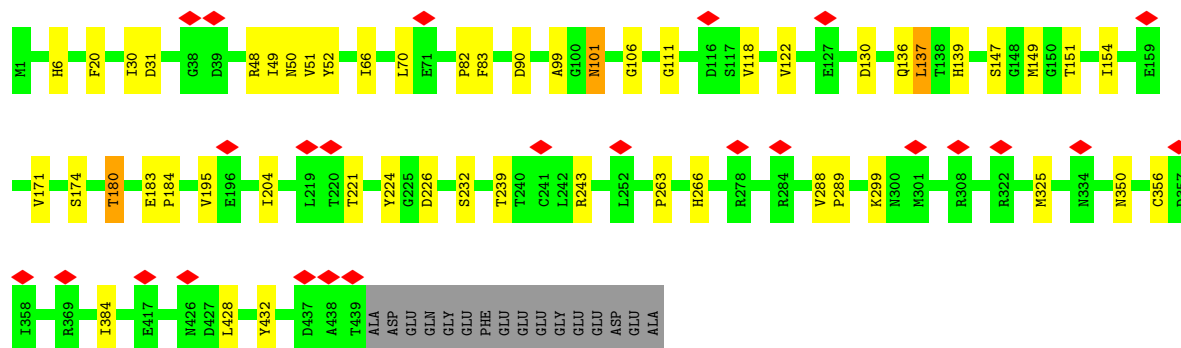 M1 H6 F20 I30 D31 G38 D39 R48 I49 N50 V51 Y52 I66 L70 E71 P82 F83 D90 A99 G100 N101 G106 G111 D116 S117 V118 V122 E127 D130 Q136 L137 T138 H139 S147 G148 M149 G150 T151 I154 E159
V171 S174 T180 E183 P184 V195 E196 I204 L219 T220 T221 Y224 G225 D226 S232 T239 T240 C241 L242 R243 L252 P263 H266 R278 R284 V288 P289 K299 N300 M301 R308 R322 M325 N334 N350 C356
I358 R369 I384 E417 N426 D427 L428 Y432 D437 A438 T439 ALA ASP GLU GLN GLY GLU PHE GLU GLU GLU GLY GLU GLU ASP GLU ALA